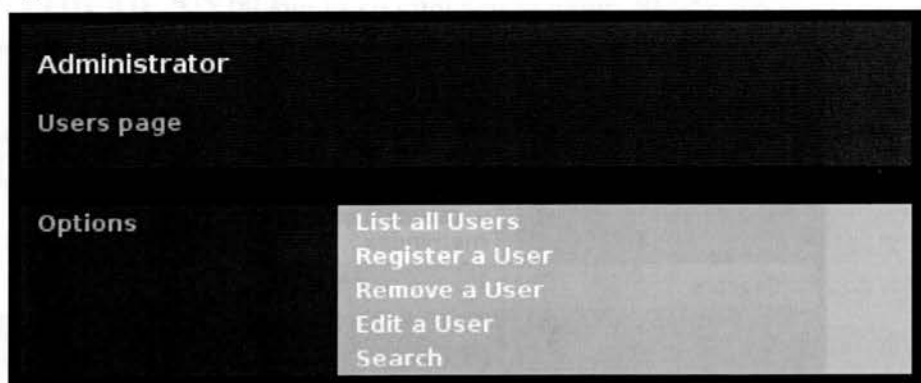 Administrator
Users page
Options
List all Users
Register a User
Remove a User
Edit a User
Search